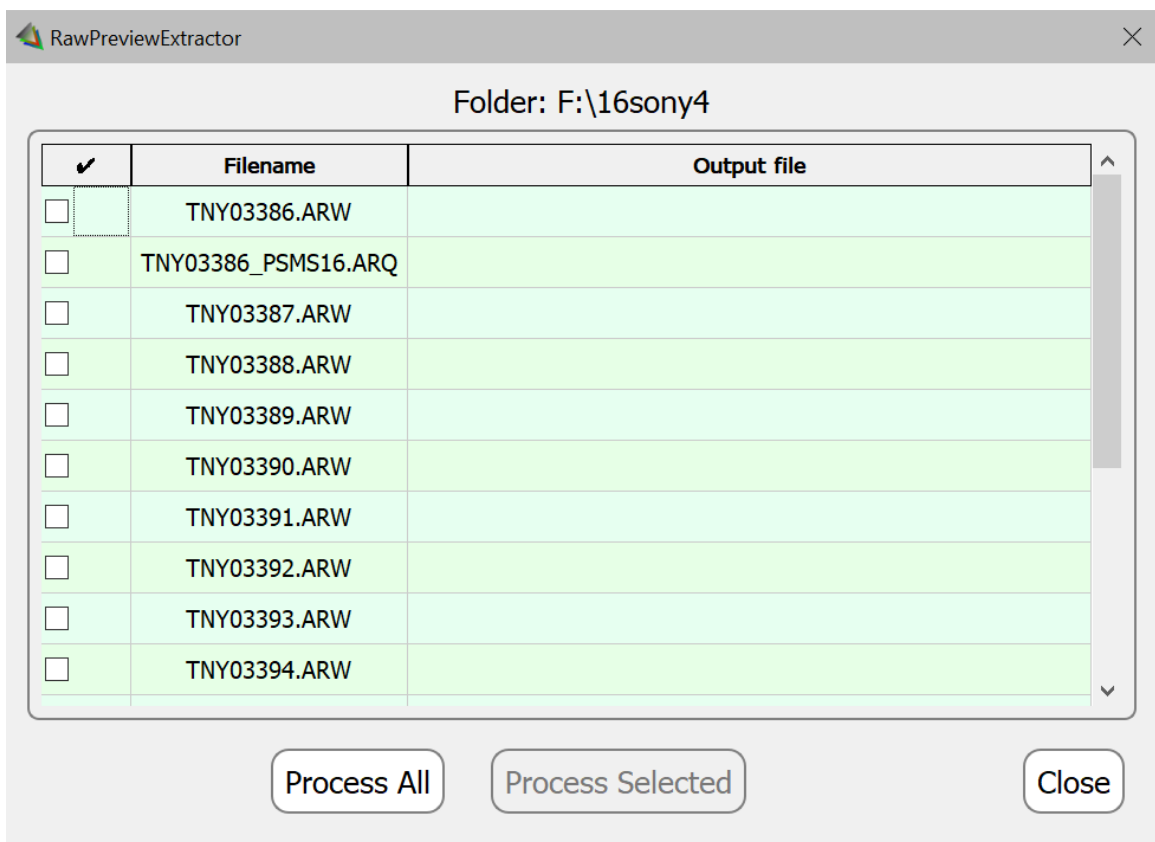 RawPreviewExtractor
Folder: F:\16sony4
✔ Filename Output file
TNY03386.ARW
TNY03386_PSMS16.ARQ
TNY03387.ARW
TNY03388.ARW
TNY03389.ARW
TNY03390.ARW
TNY03391.ARW
TNY03392.ARW
TNY03393.ARW
TNY03394.ARW
Process All Process Selected Close